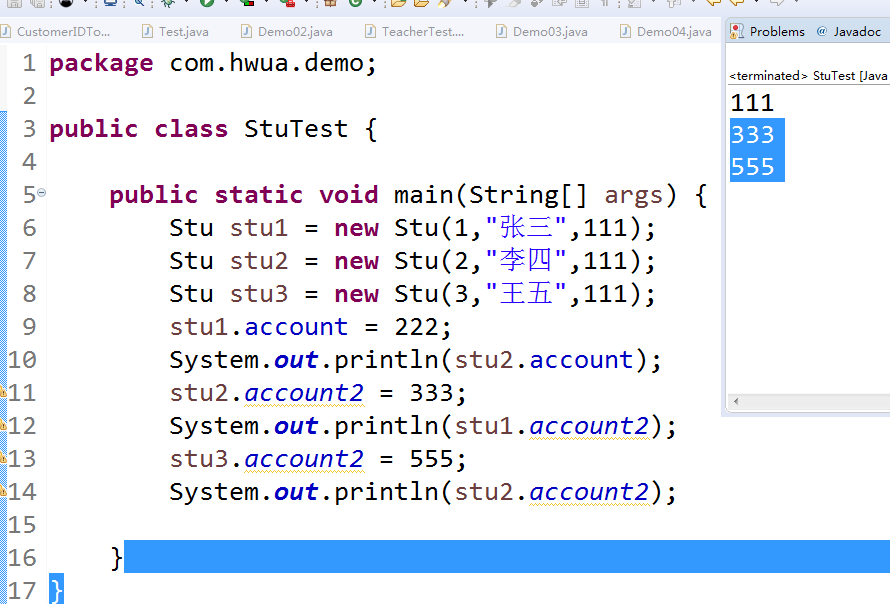 CustomerIDTo...
Test.java
Demo02.java
TeacherTest....
Demo03.java
Demo04.java
Problems
@ Javadoc
<terminated> StuTest [Java
111
333
555
1 package com.hwua.demo;
2
3 public class StuTest {
4
5 public static void main(String[] args) {
6 Stu stu1 = new Stu(1,"张三",111);
7 Stu stu2 = new Stu(2,"李四",111);
8 Stu stu3 = new Stu(3,"王五",111);
9 stu1.account = 222;
10 System.out.println(stu2.account);
11 stu2.account2 = 333;
12 System.out.println(stu1.account2);
13 stu3.account2 = 555;
14 System.out.println(stu2.account2);
15
16 }
17 }